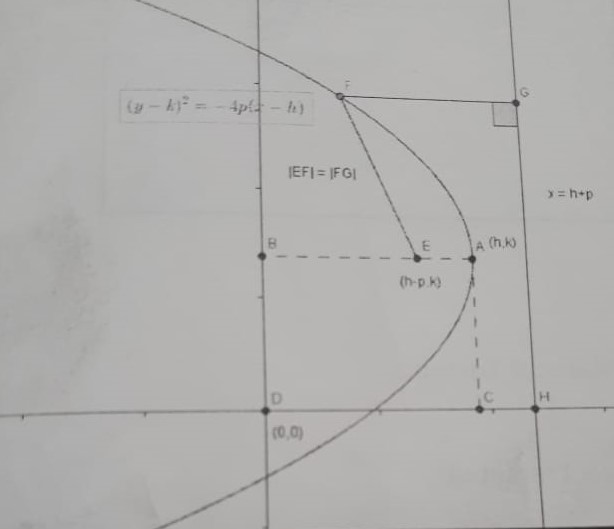 F
G
(y − k)² = −4p(x − h)
|EF| = |FG|
x = h+p
B
E
A (h,k)
(h-p,k)
D
C
H
(0,0)